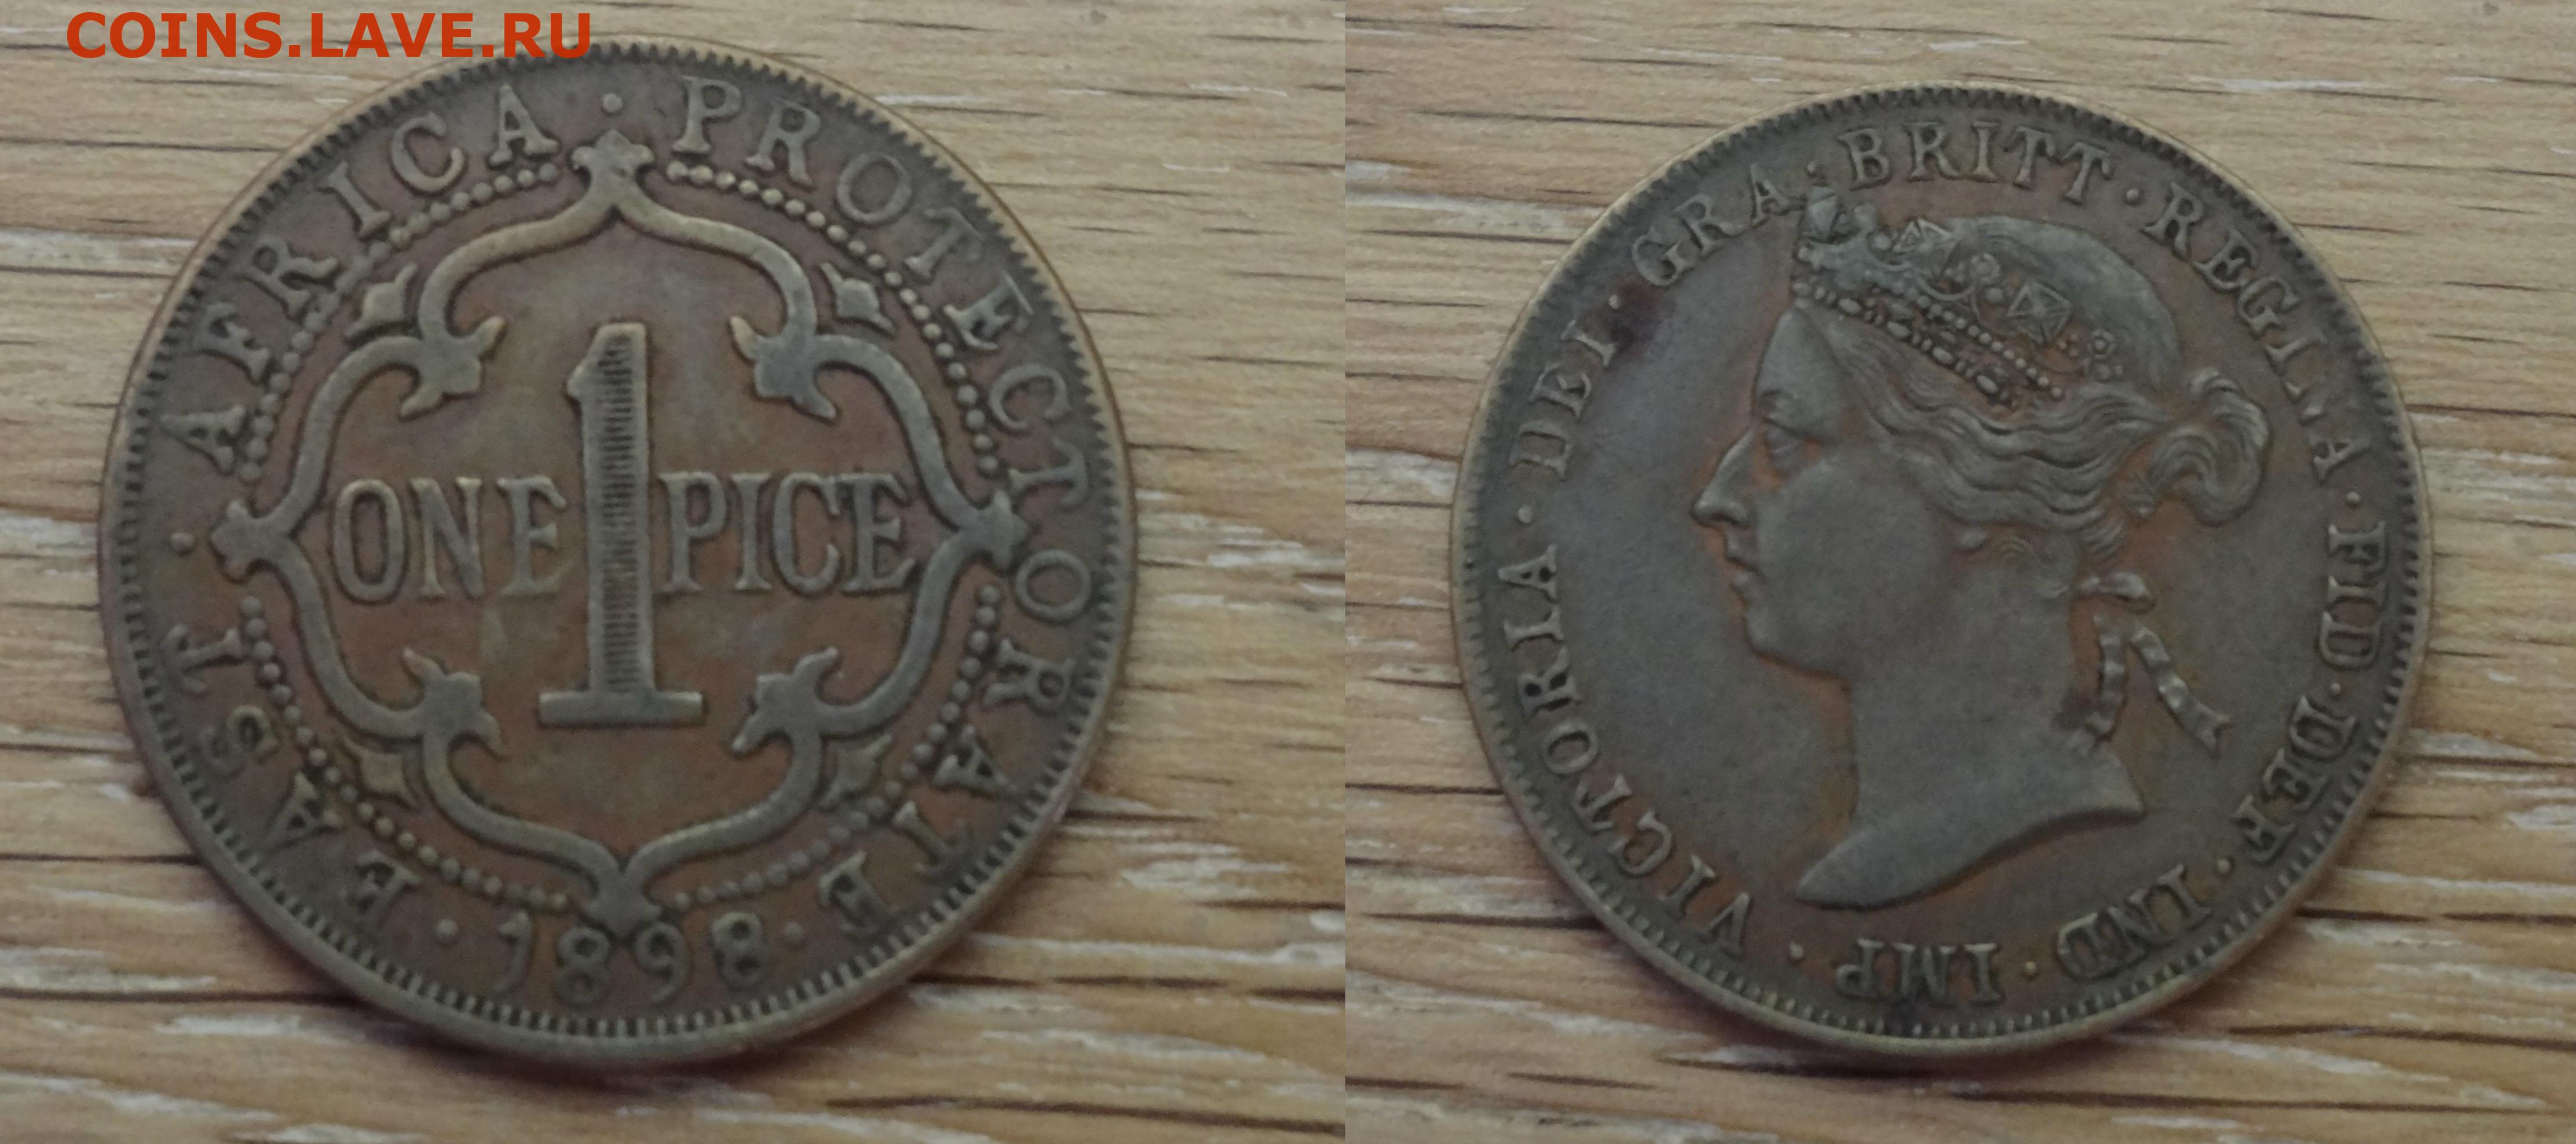 COINS.LAVE.RU
EAST · AFRICA · PROTECTORATE
ONE 1 PICE
· 1898 ·
VICTORIA · DEI · GRA · BRITT · REGINA · FID · DEF · IND · IMP ·